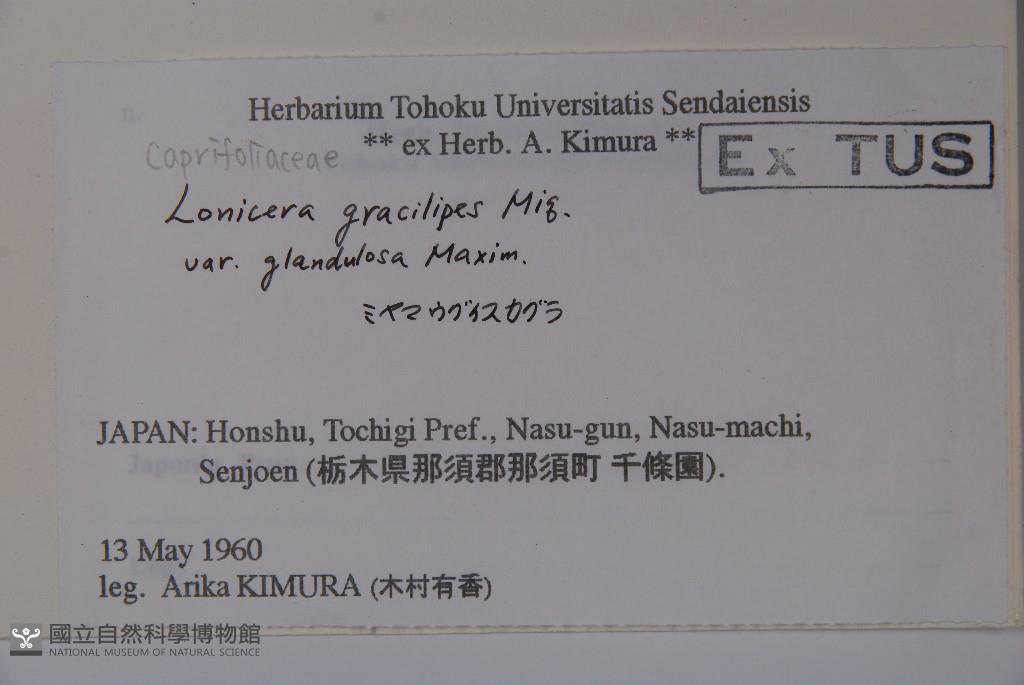 Herbarium Tohoku Universitatis Sendaiensis
** ex Herb. A. Kimura **
Ex TUS
Caprifoliaceae
Lonicera gracilipes Miq.
var. glandulosa Maxim.
ミヤマウグイスカグラ
JAPAN: Honshu, Tochigi Pref., Nasu-gun, Nasu-machi,
Senjoen (栃木県那須郡那須町 千條園).
13 May 1960
leg. Arika KIMURA (木村有香)
國立自然科學博物館
NATIONAL MUSEUM OF NATURAL SCIENCE